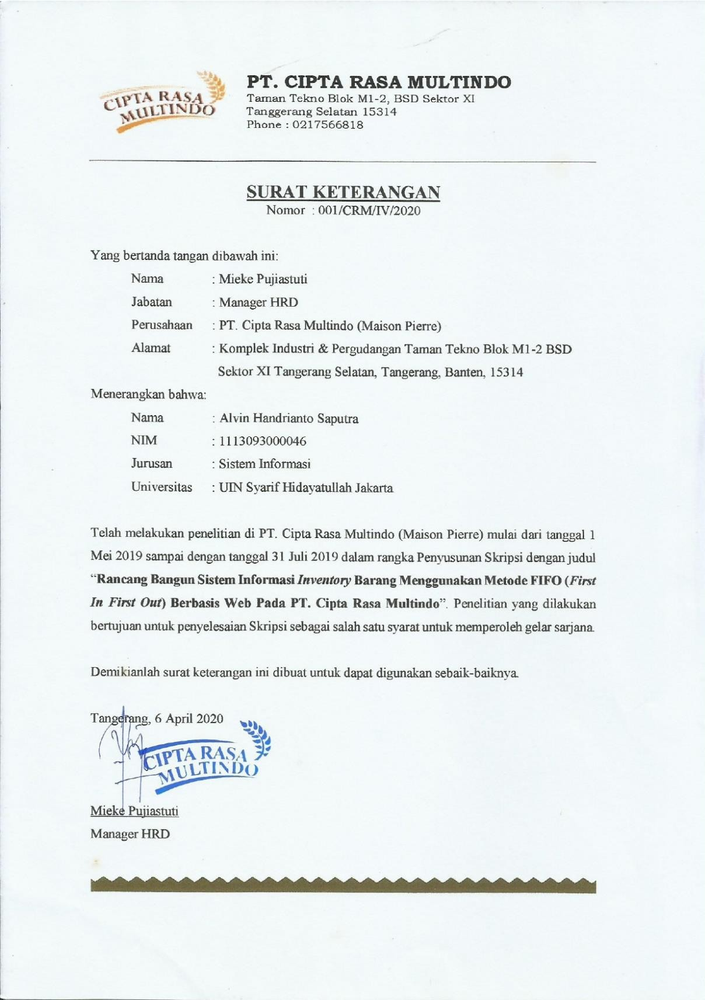 CIPTA RASA
MULTINDO
PT. CIPTA RASA MULTINDO
Taman Tekno Blok M1-2, BSD Sektor XI
Tanggerang Selatan 15314
Phone : 0217566818
SURAT KETERANGAN
Nomor : 001/CRM/IV/2020
Yang bertanda tangan dibawah ini:
Nama : Mieke Pujiastuti
Jabatan : Manager HRD
Perusahaan : PT. Cipta Rasa Multindo (Maison Pierre)
Alamat : Komplek Industri & Pergudangan Taman Tekno Blok M1-2 BSD
Sektor XI Tangerang Selatan, Tangerang, Banten, 15314
Menerangkan bahwa:
Nama : Alvin Handrianto Saputra
NIM : 1113093000046
Jurusan : Sistem Informasi
Universitas : UIN Syarif Hidayatullah Jakarta
Telah melakukan penelitian di PT. Cipta Rasa Multindo (Maison Pierre) mulai dari tanggal 1
Mei 2019 sampai dengan tanggal 31 Juli 2019 dalam rangka Penyusunan Skripsi dengan judul
“Rancang Bangun Sistem Informasi Inventory Barang Menggunakan Metode FIFO (First
In First Out) Berbasis Web Pada PT. Cipta Rasa Multindo”. Penelitian yang dilakukan
bertujuan untuk penyelesaian Skripsi sebagai salah satu syarat untuk memperoleh gelar sarjana.
Demikianlah surat keterangan ini dibuat untuk dapat digunakan sebaik-baiknya.
Tangerang, 6 April 2020
CIPTA RASA
MULTINDO
Mieke Pujiastuti
Manager HRD